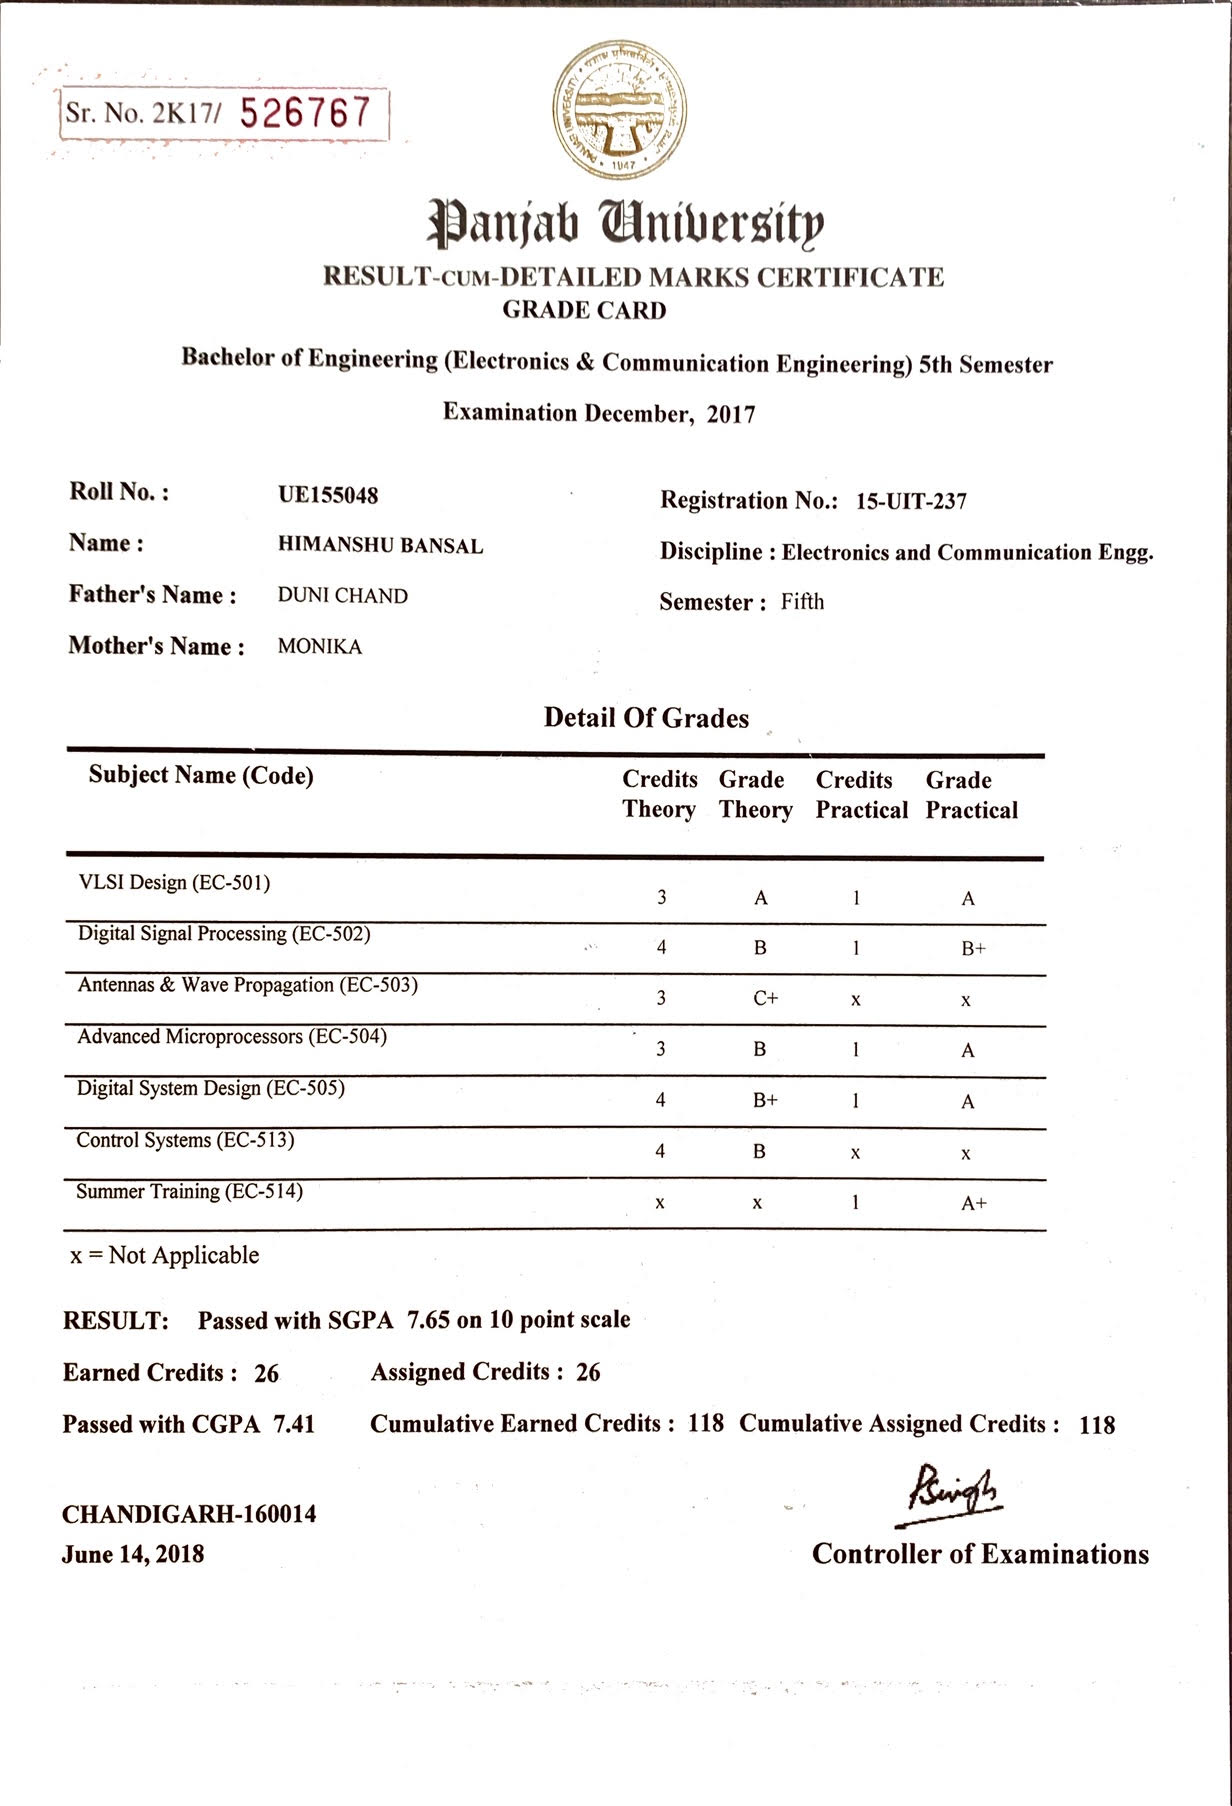 Sr. No. 2K17/ 526767
PANJAB UNIVERSITY
1947
Panjab University
RESULT-CUM-DETAILED MARKS CERTIFICATE
GRADE CARD
Bachelor of Engineering (Electronics & Communication Engineering) 5th Semester
Examination December, 2017
Roll No. : UE155048 Registration No.: 15-UIT-237
Name : HIMANSHU BANSAL Discipline : Electronics and Communication Engg.
Father's Name : DUNI CHAND Semester : Fifth
Mother's Name : MONIKA
Detail Of Grades
Subject Name (Code) Credits Grade Credits Grade
Theory Theory Practical Practical
VLSI Design (EC-501) 3 A 1 A
Digital Signal Processing (EC-502) 4 B 1 B+
Antennas & Wave Propagation (EC-503) 3 C+ x x
Advanced Microprocessors (EC-504) 3 B 1 A
Digital System Design (EC-505) 4 B+ 1 A
Control Systems (EC-513) 4 B x x
Summer Training (EC-514) x x 1 A+
x = Not Applicable
RESULT: Passed with SGPA 7.65 on 10 point scale
Earned Credits : 26 Assigned Credits : 26
Passed with CGPA 7.41 Cumulative Earned Credits : 118 Cumulative Assigned Credits : 118
PSingh
CHANDIGARH-160014
June 14, 2018 Controller of Examinations